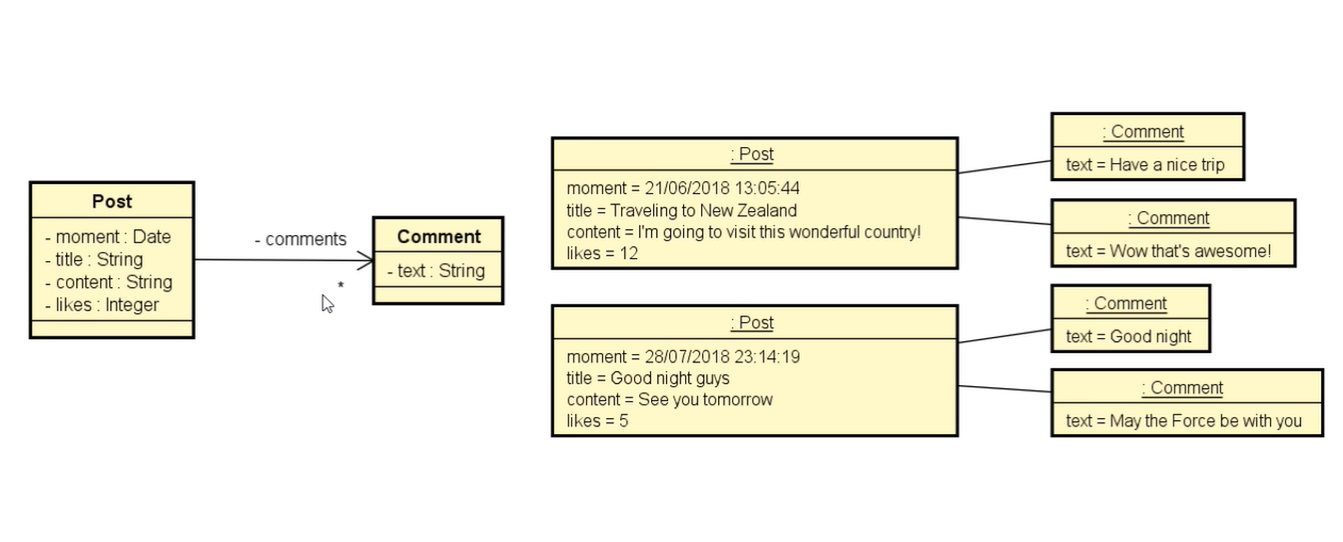 Post
- moment : Date
- title : String
- content : String
- likes : Integer
- comments
*
Comment
- text : String
: Post
moment = 21/06/2018 13:05:44
title = Traveling to New Zealand
content = I'm going to visit this wonderful country!
likes = 12
: Comment
text = Have a nice trip
: Comment
text = Wow that's awesome!
: Post
moment = 28/07/2018 23:14:19
title = Good night guys
content = See you tomorrow
likes = 5
: Comment
text = Good night
: Comment
text = May the Force be with you